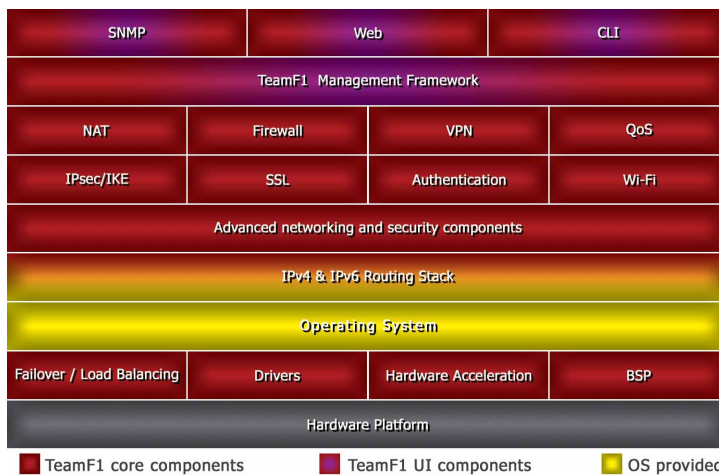 SNMP Web CLI
TeamF1 Management Framework
NAT Firewall VPN QoS
IPsec/IKE SSL Authentication Wi-Fi
Advanced networking and security components
IPv4 & IPv6 Routing Stack
Operating System
Failover / Load Balancing Drivers Hardware Acceleration BSP
Hardware Platform
TeamF1 core components TeamF1 UI components OS provided